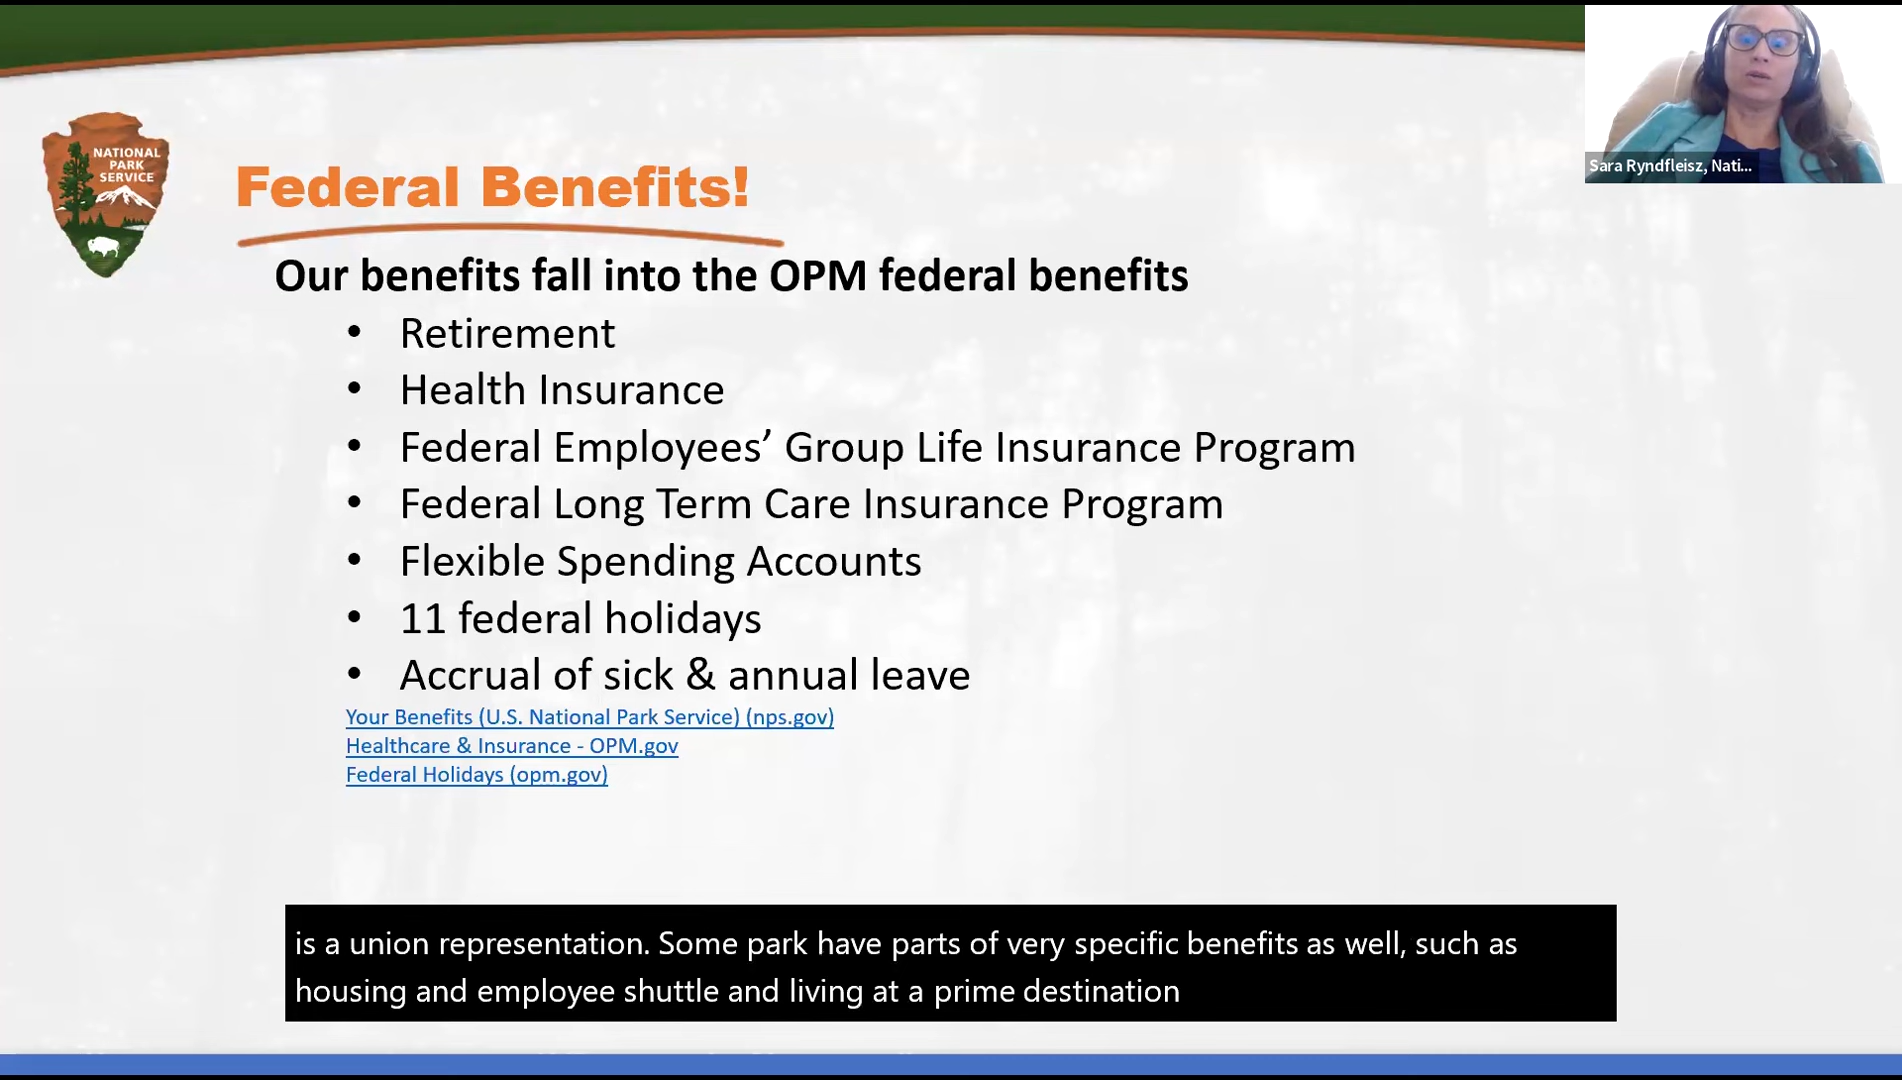 NATIONAL
PARK
SERVICE
Federal Benefits!
Sara Ryndfleisz, Nati...
Our benefits fall into the OPM federal benefits
• Retirement
• Health Insurance
• Federal Employees’ Group Life Insurance Program
• Federal Long Term Care Insurance Program
• Flexible Spending Accounts
• 11 federal holidays
• Accrual of sick & annual leave
Your Benefits (U.S. National Park Service) (nps.gov)
Healthcare & Insurance - OPM.gov
Federal Holidays (opm.gov)
is a union representation. Some park have parts of very specific benefits as well, such as
housing and employee shuttle and living at a prime destination